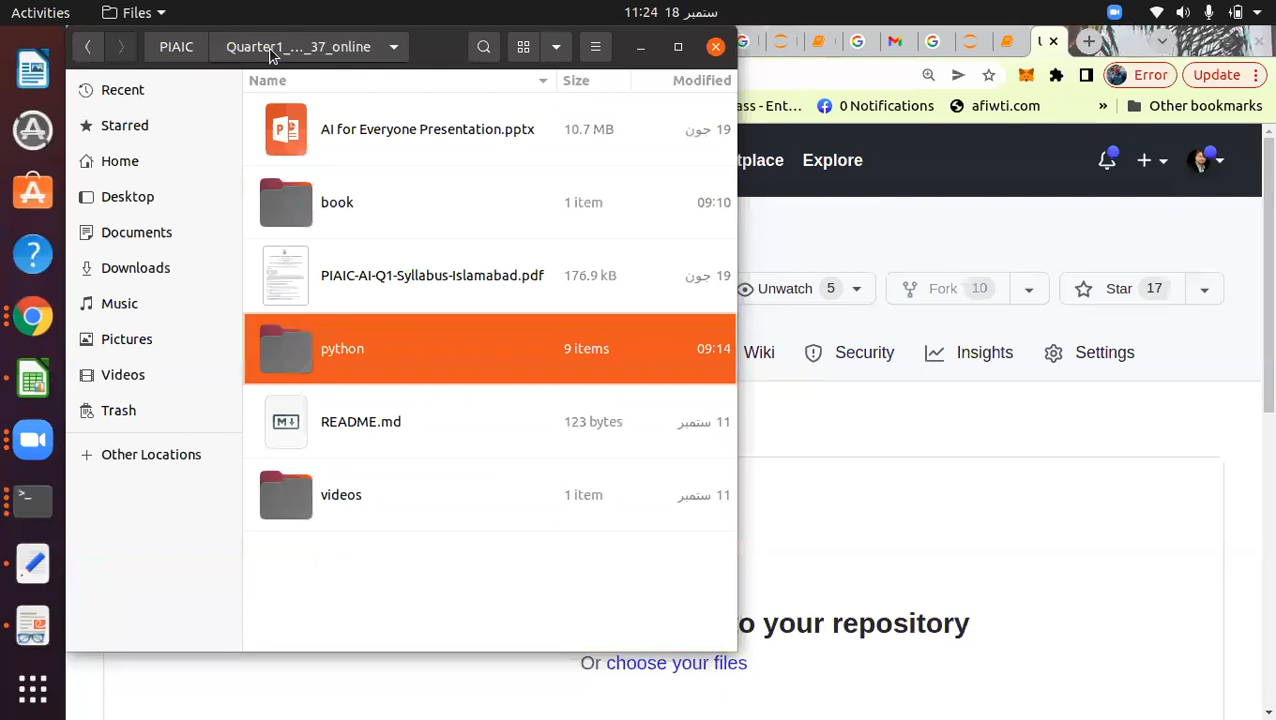 Activities Files 11:24 18 ستمبر
PIAIC Quarter1_..._37_online
Error Update
ass - Ent... 0 Notifications afiwti.com » Other bookmarks
Name Size Modified
Recent
Starred
Home
Desktop
Documents
Downloads
Music
Pictures
Videos
Trash
+ Other Locations
AI for Everyone Presentation.pptx 10.7 MB 19 جون
book 1 item 09:10
PIAIC-AI-Q1-Syllabus-Islamabad.pdf 176.9 kB 19 جون
python 9 items 09:14
README.md 123 bytes 11 ستمبر
videos 1 item 11 ستمبر
etplace Explore
Unwatch 5 Fork 10 Star 17
Wiki Security Insights Settings
o your repository
Or choose your files